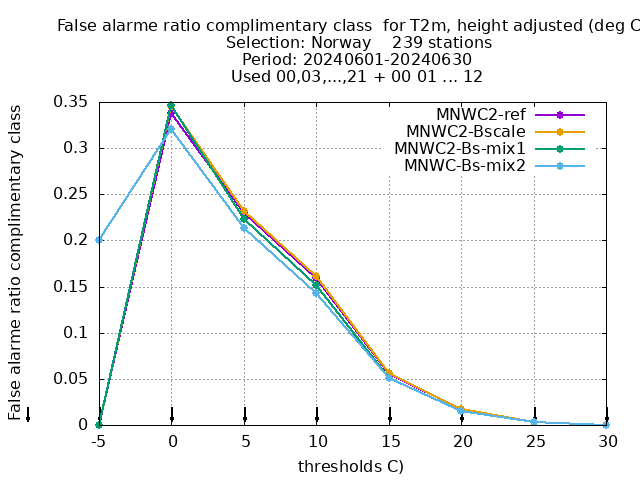 False alarme ratio complimentary class  for T2m, height adjusted (deg C
Selection: Norway    239 stations
Period: 20240601-20240630
Used 00,03,...,21 + 00 01 ... 12
False alarme ratio complimentary class
0.35
0.3
0.25
0.2
0.15
0.1
0.05
0
MNWC2-ref
MNWC2-Bscale
MNWC2-Bs-mix1
MNWC-Bs-mix2
-5 0 5 10 15 20 25 30
thresholds C)